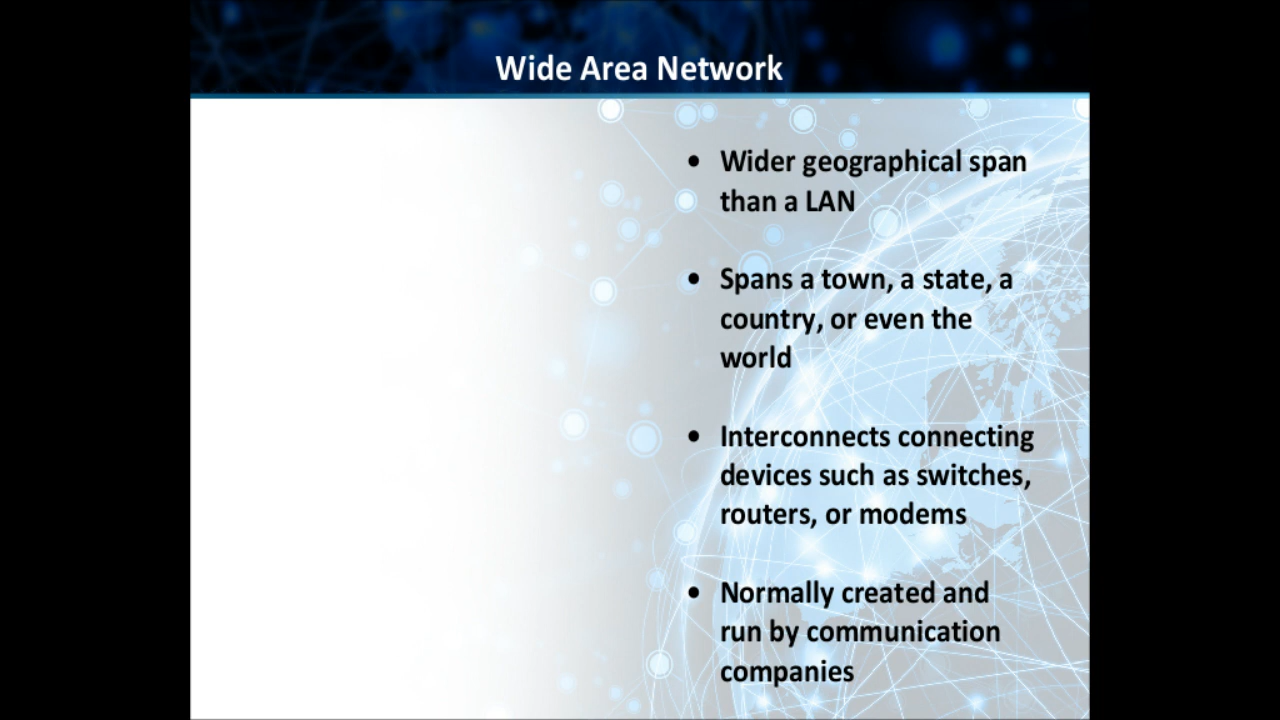 Wide Area Network
• Wider geographical span
than a LAN
• Spans a town, a state, a
country, or even the
world
• Interconnects connecting
devices such as switches,
routers, or modems
• Normally created and
run by communication
companies